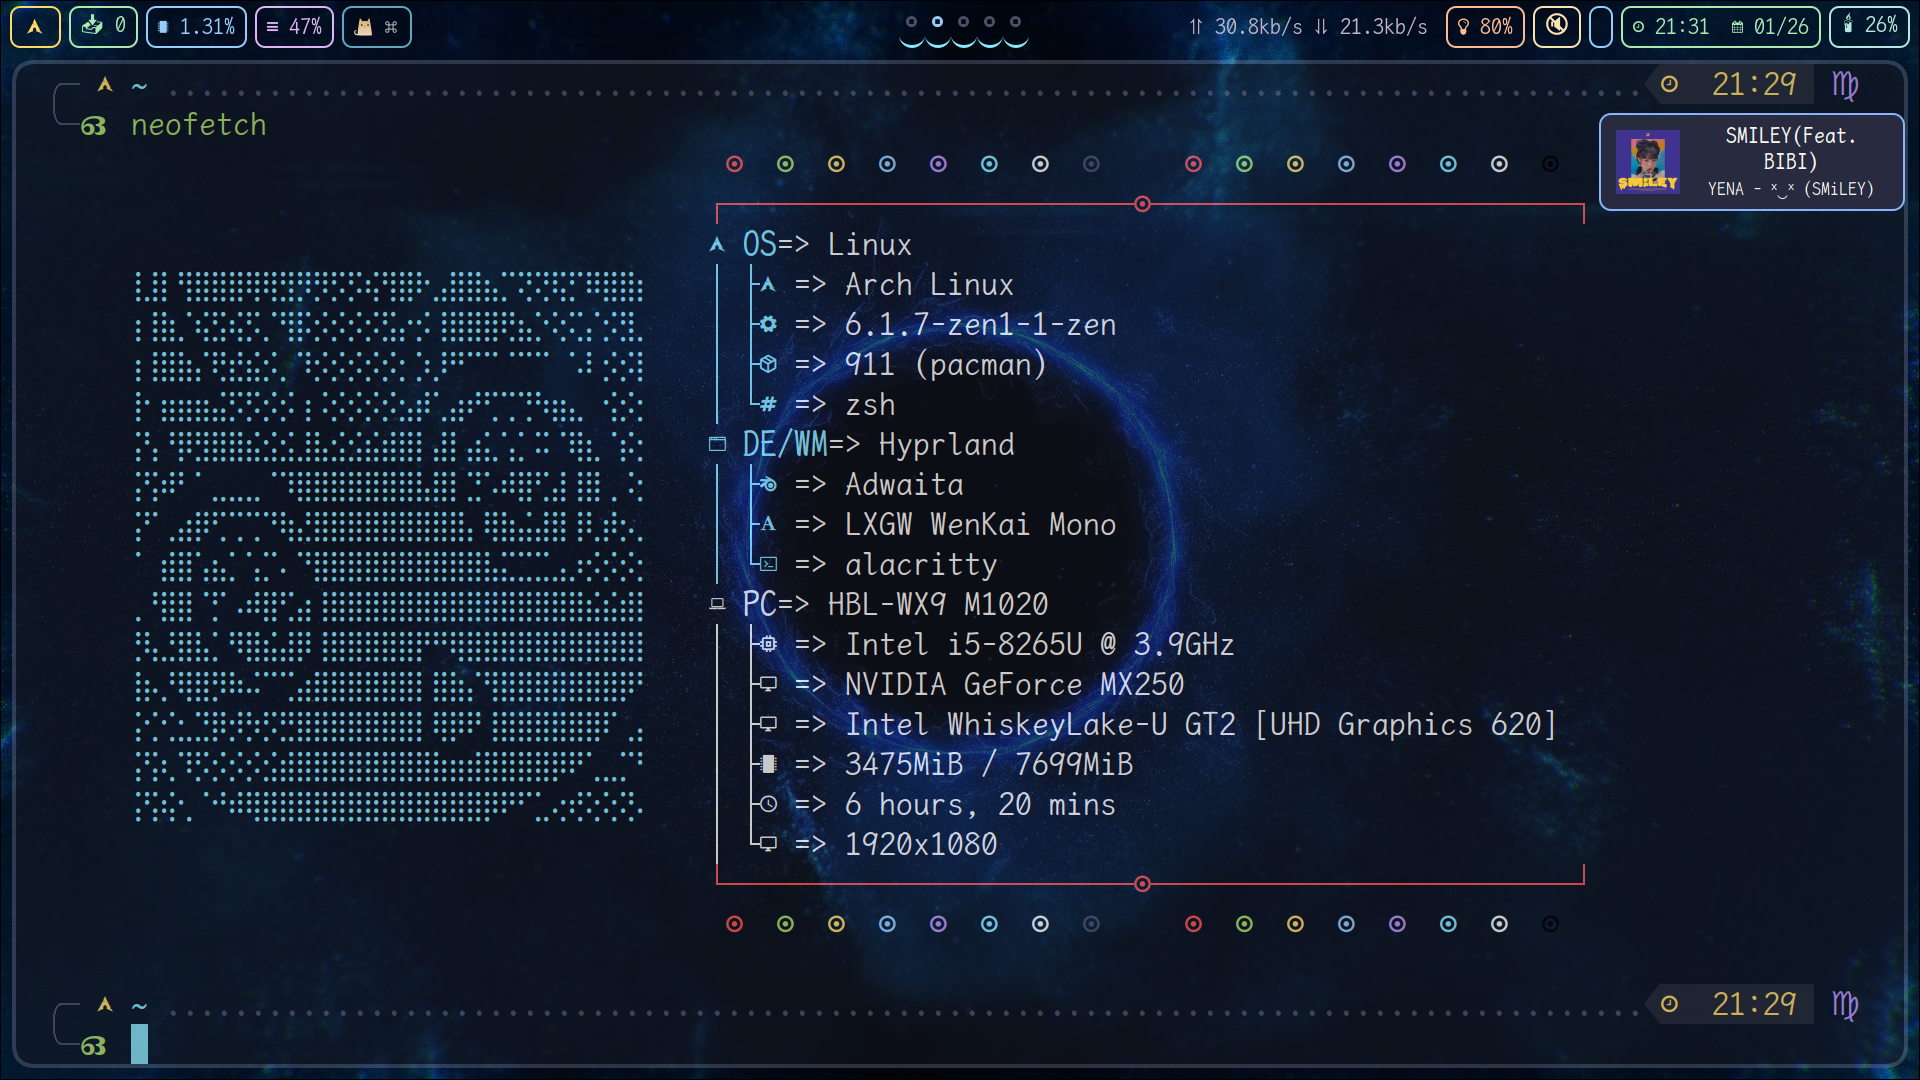 0 1.31% 47% ⌘ 30.8kb/s 21.3kb/s 80% 21:31 01/26 26%
~ 21:29
neofetch
SMILEY(Feat.
BIBI)
YENA - ˣ‿ˣ (SMiLEY)
SMiLEY
OS=> Linux
=> Arch Linux
=> 6.1.7-zen1-1-zen
=> 911 (pacman)
# => zsh
DE/WM=> Hyprland
=> Adwaita
A => LXGW WenKai Mono
=> alacritty
PC=> HBL-WX9 M1020
=> Intel i5-8265U @ 3.9GHz
=> NVIDIA GeForce MX250
=> Intel WhiskeyLake-U GT2 [UHD Graphics 620]
=> 3475MiB / 7699MiB
=> 6 hours, 20 mins
=> 1920x1080
~ 21:29